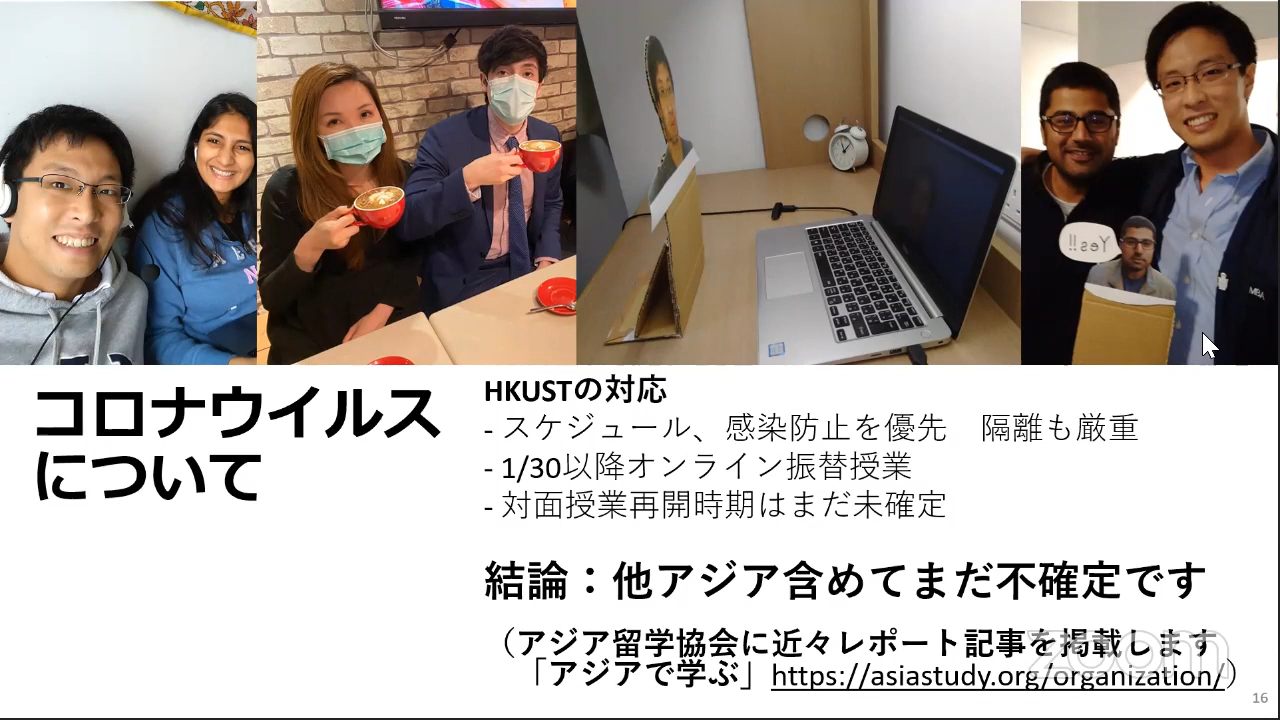 Yes!!
MBA
コロナウイルス
について
HKUSTの対応
- スケジュール、感染防止を優先　隔離も厳重
- 1/30以降オンライン振替授業
- 対面授業再開時期はまだ未確定
結論：他アジア含めてまだ不確定です
（アジア留学協会に近々レポート記事を掲載します
「アジアで学ぶ」https://asiastudy.org/organization/）
zoom
16